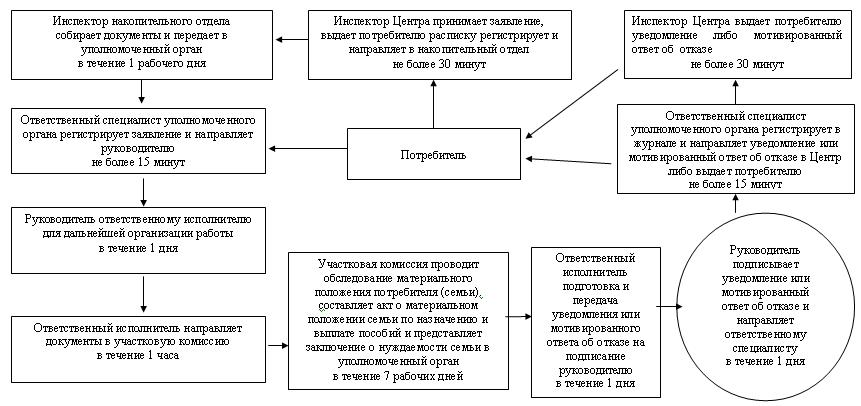 Инспектор накопительного отдела
собирает документы и передает в
уполномоченный орган
в течение 1 рабочего дня
Инспектор Центра принимает заявление,
выдает потребителю расписку регистрирует и
направляет в накопительный отдел
не более 30 минут
Инспектор Центра выдает потребителю
уведомление либо мотивированный
ответ об отказе
не более 30 минут
Ответственный специалист уполномоченного
органа регистрирует заявление и направляет
руководителю
не более 15 минут
Потребитель
Ответственный специалист
уполномоченного органа регистрирует в
журнале и направляет уведомление или
мотивированный ответ об отказе в Центр
либо выдает потребителю
не более 15 минут
Руководитель ответственному исполнителю
для дальнейшей организации работы
в течение 1 дня
Ответственный исполнитель направляет
документы в участковую комиссию
в течение 1 часа
Участковая комиссия проводит
обследование материального
положения потребителя (семьи),
составляет акт о материальном
положении семьи по назначению и
выплате пособий и представляет
заключение о нуждаемости семьи в
уполномоченный орган
в течение 7 рабочих дней
Ответственный
исполнитель
подготовка и
передача
уведомления или
мотивированного
ответа об отказе на
подписание
руководителю
в течение 1 дня
Руководитель
подписывает
уведомление или
мотивированный
ответ об отказе и
направляет
ответственному
специалисту
в течение 1 дня